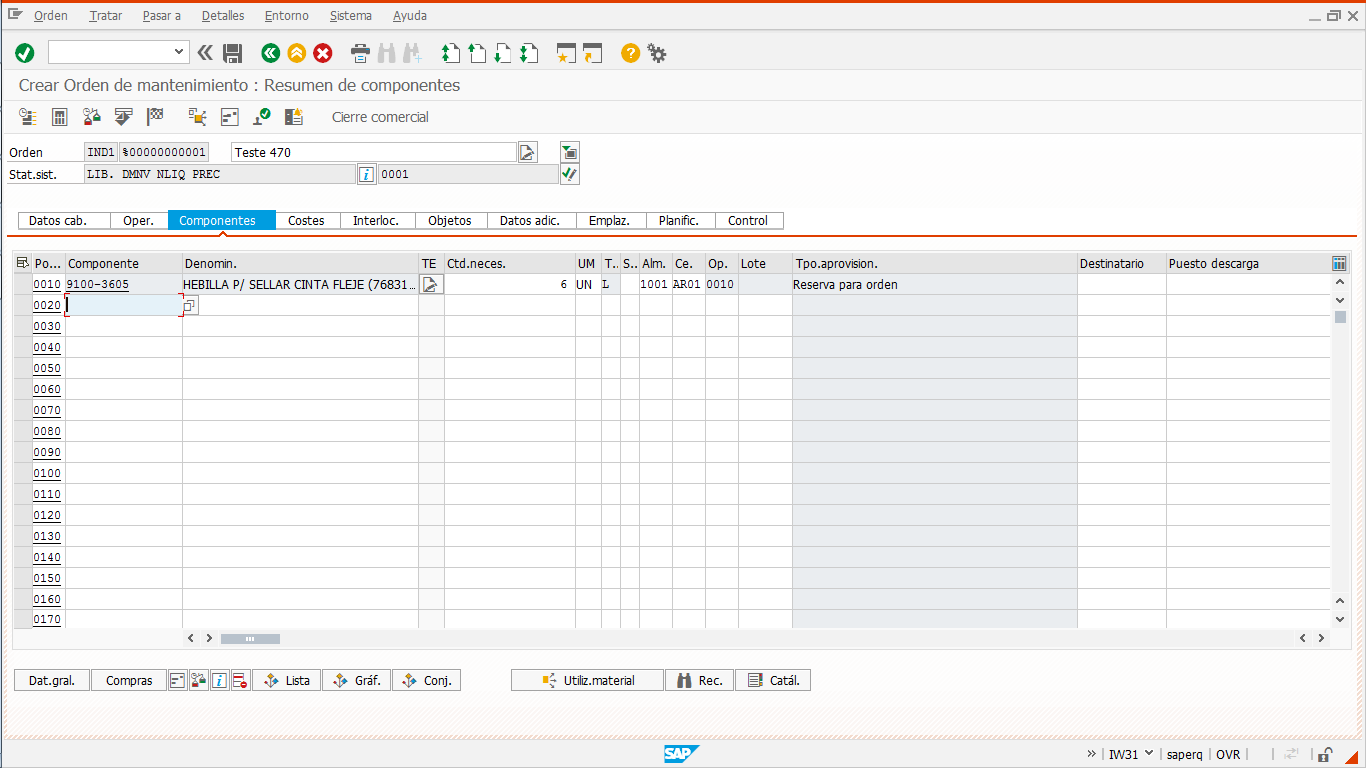 Orden Tratar Pasar a Detalles Entorno Sistema Ayuda
Crear Orden de mantenimiento : Resumen de componentes
Cierre comercial
Orden IND1 %00000000001 Teste 470
Stat.sist. LIB. DMNV NLIQ PREC 0001
Datos cab. Oper. Componentes Costes Interloc. Objetos Datos adic. Emplaz. Planific. Control
Po... Componente Denomin. TE Ctd.neces. UM T.. S.. Alm. Ce. Op. Lote Tpo.aprovision. Destinatario Puesto descarga
0010 9100-3605 HEBILLA P/ SELLAR CINTA FLEJE (76831... 6 UN L 1001 AR01 0010 Reserva para orden
0020
0030
0040
0050
0060
0070
0080
0090
0100
0110
0120
0130
0140
0150
0160
0170
Dat.gral. Compras Lista Gráf. Conj. Utiliz.material Rec. Catál.
SAP IW31 saperq OVR